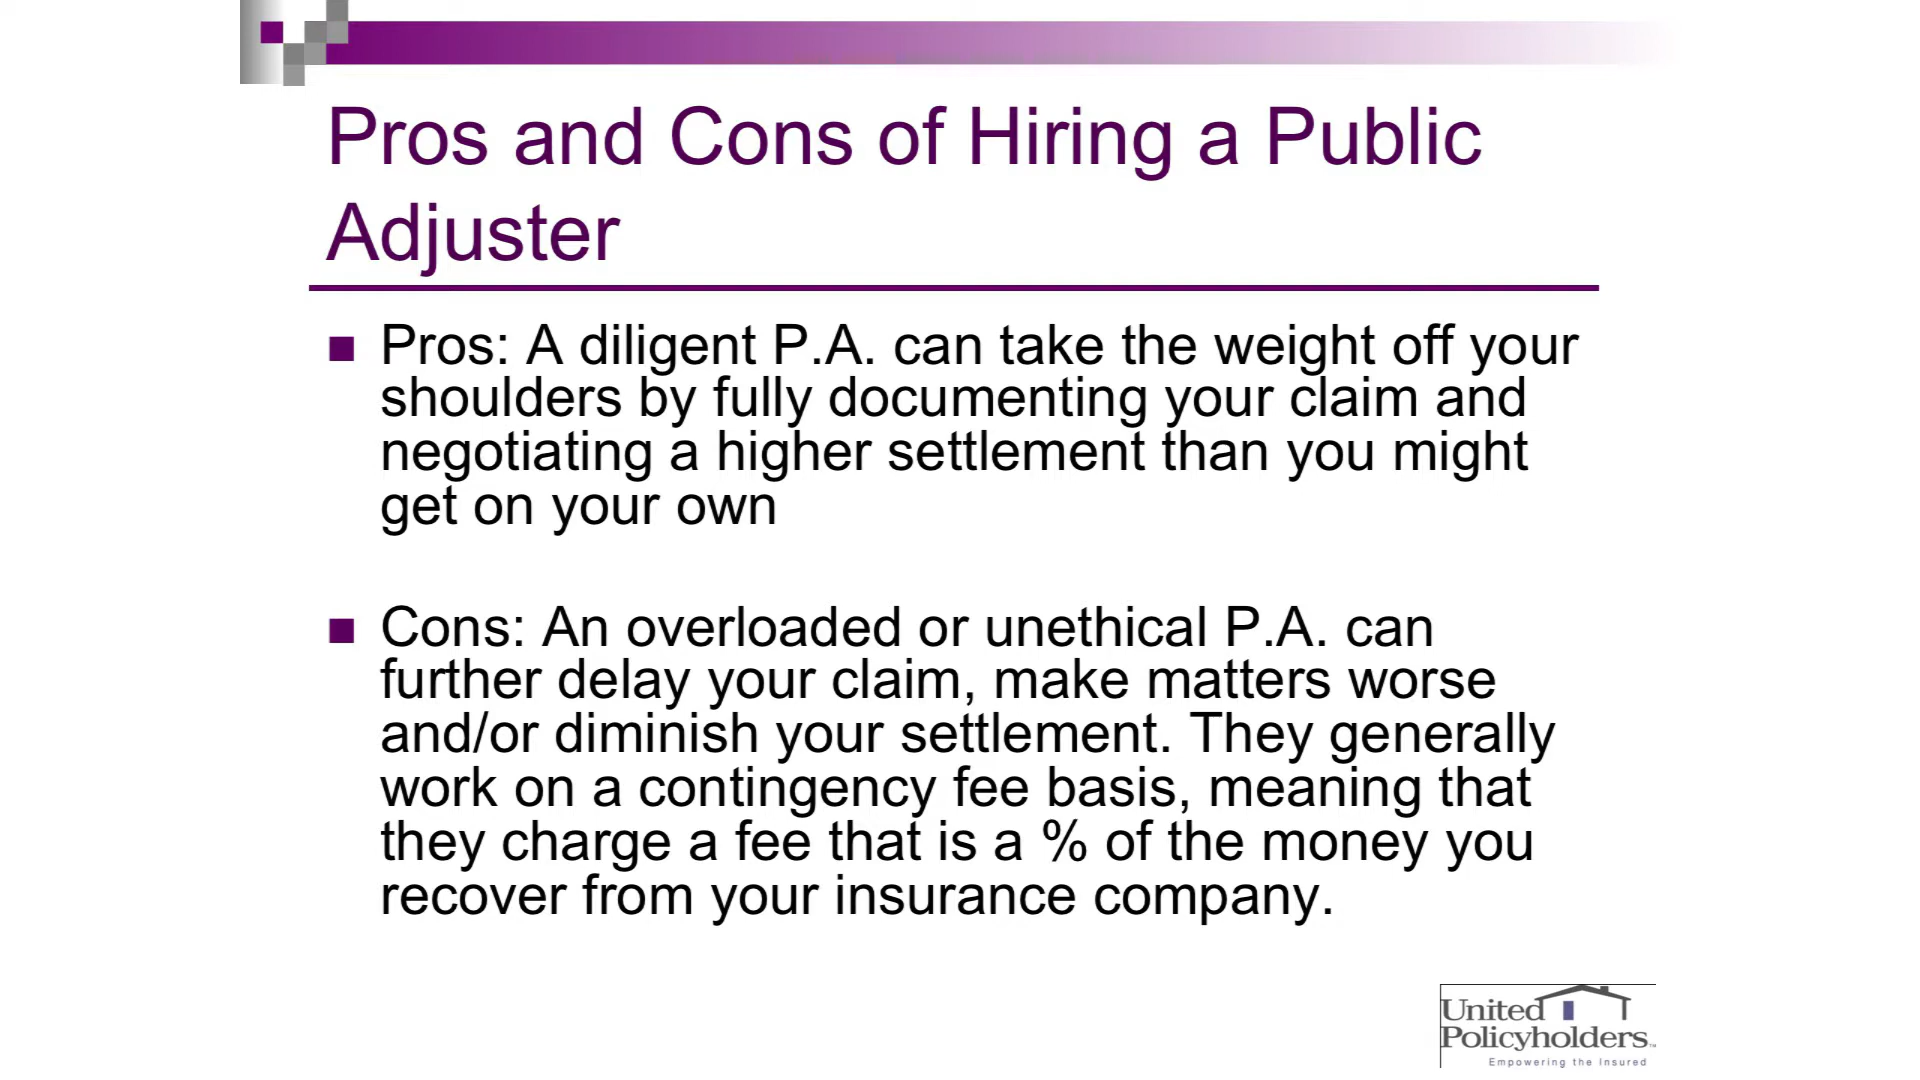 Pros and Cons of Hiring a Public
Adjuster
Pros: A diligent P.A. can take the weight off your
shoulders by fully documenting your claim and
negotiating a higher settlement than you might
get on your own
Cons: An overloaded or unethical P.A. can
further delay your claim, make matters worse
and/or diminish your settlement. They generally
work on a contingency fee basis, meaning that
they charge a fee that is a % of the money you
recover from your insurance company.
United
Policyholders™
Empowering the Insured